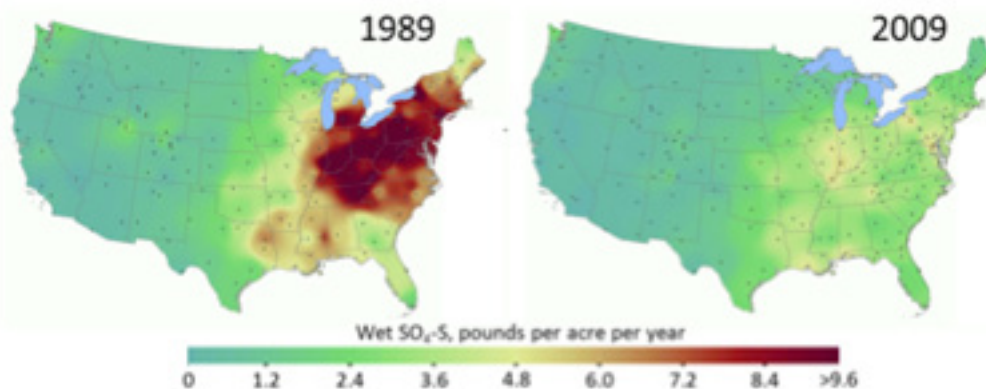 1989
2009
Wet SO₄-S, pounds per acre per year
0 1.2 2.4 3.6 4.8 6.0 7.2 8.4 >9.6